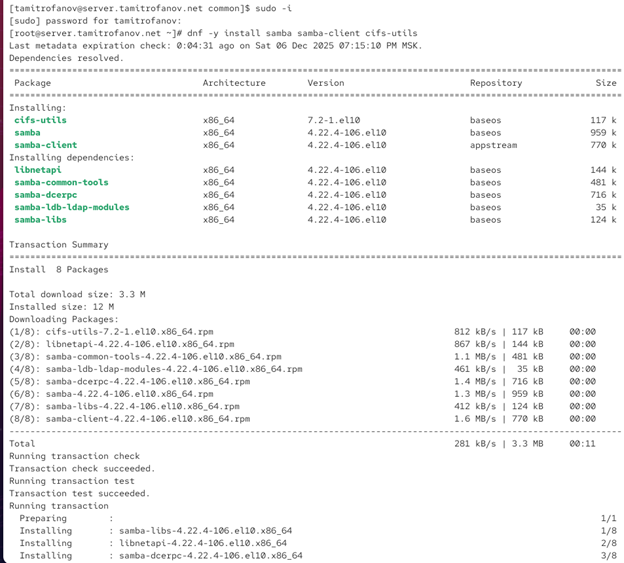 [tamitrofanov@server.tamitrofanov.net common]$ sudo -i
[sudo] password for tamitrofanov:
[root@server.tamitrofanov.net ~]# dnf -y install samba samba-client cifs-utils
Last metadata expiration check: 0:04:31 ago on Sat 06 Dec 2025 07:15:10 PM MSK.
Dependencies resolved.
Package Architecture Version Repository Size
Installing:
cifs-utils x86_64 7.2-1.el10 baseos 117 k
samba x86_64 4.22.4-106.el10 baseos 959 k
samba-client x86_64 4.22.4-106.el10 appstream 770 k
Installing dependencies:
libnetapi x86_64 4.22.4-106.el10 baseos 144 k
samba-common-tools x86_64 4.22.4-106.el10 baseos 481 k
samba-dcerpc x86_64 4.22.4-106.el10 baseos 716 k
samba-ldb-ldap-modules x86_64 4.22.4-106.el10 baseos 35 k
samba-libs x86_64 4.22.4-106.el10 baseos 124 k
Transaction Summary
Install 8 Packages
Total download size: 3.3 M
Installed size: 12 M
Downloading Packages:
(1/8): cifs-utils-7.2-1.el10.x86_64.rpm 812 kB/s | 117 kB 00:00
(2/8): libnetapi-4.22.4-106.el10.x86_64.rpm 867 kB/s | 144 kB 00:00
(3/8): samba-common-tools-4.22.4-106.el10.x86_64.rpm 1.1 MB/s | 481 kB 00:00
(4/8): samba-ldb-ldap-modules-4.22.4-106.el10.x86_64.rpm 461 kB/s | 35 kB 00:00
(5/8): samba-dcerpc-4.22.4-106.el10.x86_64.rpm 1.4 MB/s | 716 kB 00:00
(6/8): samba-4.22.4-106.el10.x86_64.rpm 1.3 MB/s | 959 kB 00:00
(7/8): samba-libs-4.22.4-106.el10.x86_64.rpm 412 kB/s | 124 kB 00:00
(8/8): samba-client-4.22.4-106.el10.x86_64.rpm 1.6 MB/s | 770 kB 00:00
Total 281 kB/s | 3.3 MB 00:11
Running transaction check
Transaction check succeeded.
Running transaction test
Transaction test succeeded.
Running transaction
Preparing : 1/1
Installing : samba-libs-4.22.4-106.el10.x86_64 1/8
Installing : libnetapi-4.22.4-106.el10.x86_64 2/8
Installing : samba-dcerpc-4.22.4-106.el10.x86_64 3/8